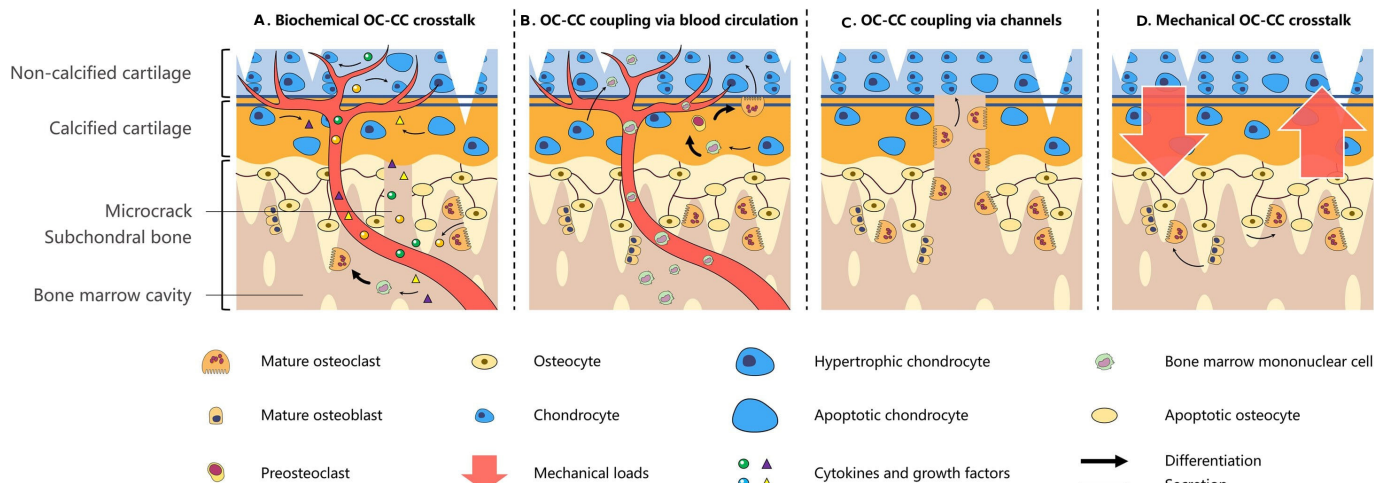 A. Biochemical OC-CC crosstalk
B. OC-CC coupling via blood circulation
C. OC-CC coupling via channels
D. Mechanical OC-CC crosstalk
Non-calcified cartilage
Calcified cartilage
Microcrack
Subchondral bone
Bone marrow cavity
Mature osteoclast
Osteocyte
Hypertrophic chondrocyte
Bone marrow mononuclear cell
Mature osteoblast
Chondrocyte
Apoptotic chondrocyte
Apoptotic osteocyte
Preosteoclast
Mechanical loads
Cytokines and growth factors
Differentiation